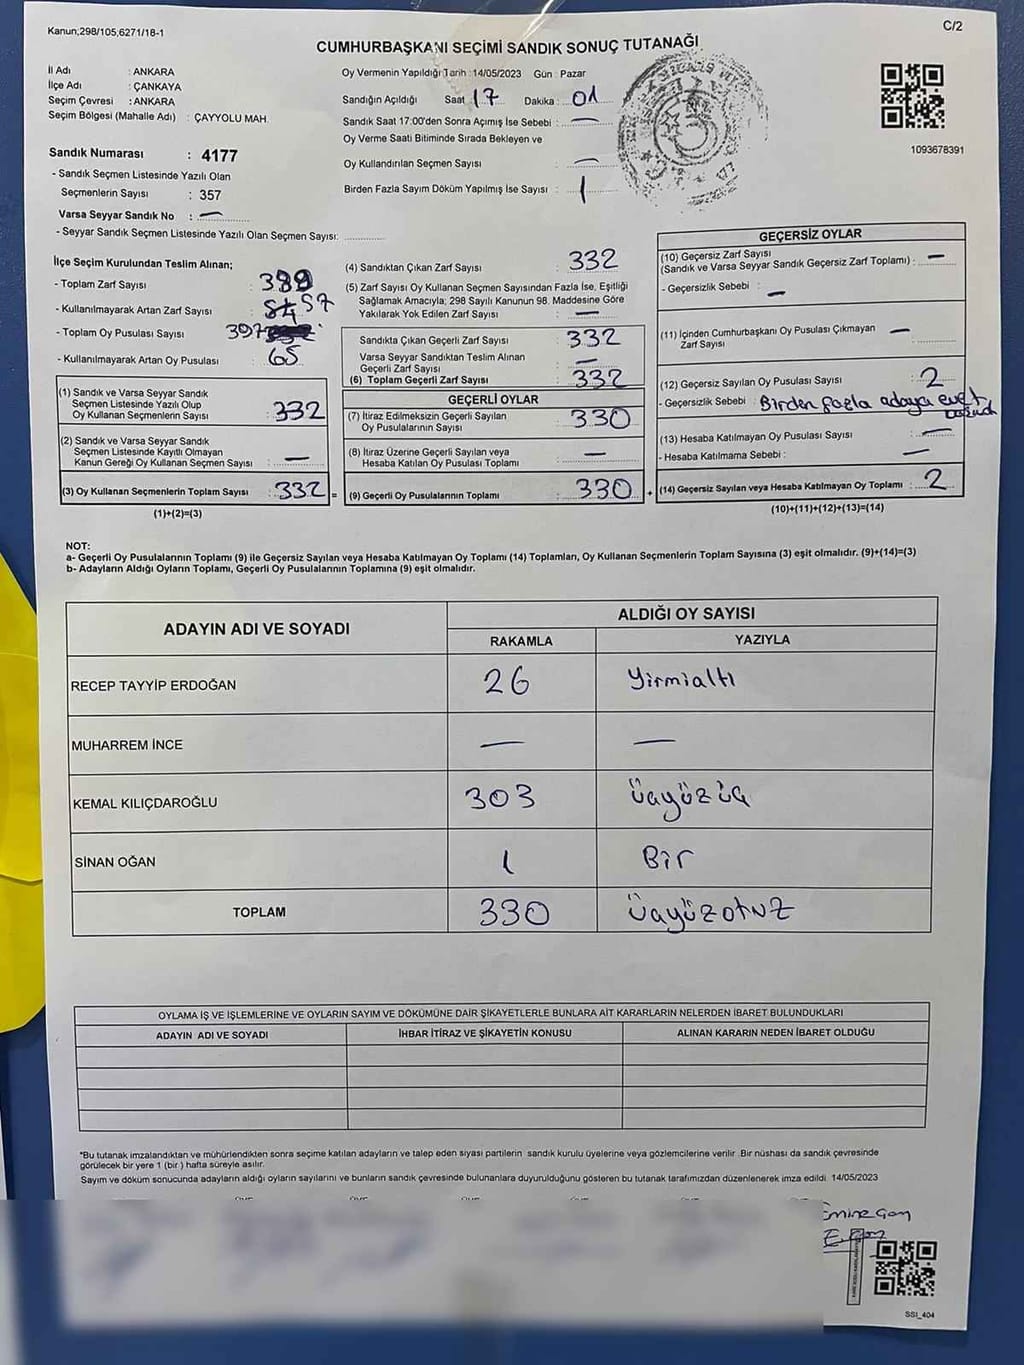 Kanun;298/105,6271/18-1
C/2
CUMHURBAŞKANI SEÇİMİ SANDIK SONUÇ TUTANAĞI
İl Adı : ANKARA
İlçe Adı : ÇANKAYA
Seçim Çevresi : ANKARA
Seçim Bölgesi (Mahalle Adı) : ÇAYYOLU MAH.
Sandık Numarası : 4177
- Sandık Seçmen Listesinde Yazılı Olan
Seçmenlerin Sayısı : 357
Varsa Seyyar Sandık No : —
- Seyyar Sandık Seçmen Listesinde Yazılı Olan Seçmen Sayısı: ............
Oy Vermenin Yapıldığı Tarih : 14/05/2023 Gün : Pazar
Sandığın Açıldığı Saat 17 Dakika : 01
Sandık Saat 17:00'den Sonra Açımış İse Sebebi : —
Oy Verme Saati Bitiminde Sırada Bekleyen ve
Oy Kullandırılan Seçmen Sayısı : —
Birden Fazla Sayım Döküm Yapılmış İse Sayısı : 1
1093678391
İlçe Seçim Kurulundan Teslim Alınan;
- Toplam Zarf Sayısı :
- Kullanılmayarak Artan Zarf Sayısı : 57
- Toplam Oy Pusulası Sayısı : 397
- Kullanılmayarak Artan Oy Pusulası : 65
(1) Sandık ve Varsa Seyyar Sandık
Seçmen Listesinde Yazılı Olup
Oy Kullanan Seçmenlerin Sayısı : 332
(2) Sandık ve Varsa Seyyar Sandık
Seçmen Listesinde Kayıtlı Olmayan
Kanun Gereği Oy Kullanan Seçmen Sayısı : —
(3) Oy Kullanan Seçmenlerin Toplam Sayısı : 332 =
(1)+(2)=(3)
(4) Sandıktan Çıkan Zarf Sayısı : 332
(5) Zarf Sayısı Oy Kullanan Seçmen Sayısından Fazla İse, Eşitliği
Sağlamak Amacıyla; 298 Sayılı Kanunun 98. Maddesine Göre
Yakılarak Yok Edilen Zarf Sayısı : —
Sandıkta Çıkan Geçerli Zarf Sayısı : 332
Varsa Seyyar Sandıktan Teslim Alınan
Geçerli Zarf Sayısı : —
(6) Toplam Geçerli Zarf Sayısı : 332
GEÇERLİ OYLAR
(7) İtiraz Edilmeksizin Geçerli Sayılan
Oy Pusulalarının Sayısı : 330
(8) İtiraz Üzerine Geçerli Sayılan veya
Hesaba Katılan Oy Pusulası Toplamı : —
(9) Geçerli Oy Pusulalarının Toplamı : 330 +
GEÇERSİZ OYLAR
(10) Geçersiz Zarf Sayısı
(Sandık ve Varsa Seyyar Sandık Geçersiz Zarf Toplamı) : —
- Geçersizlik Sebebi : —
(11) İçinden Cumhurbaşkanı Oy Pusulası Çıkmayan
Zarf Sayısı : —
(12) Geçersiz Sayılan Oy Pusulası Sayısı : 2
- Geçersizlik Sebebi : Birden fazla adaya evet
(13) Hesaba Katılmayan Oy Pusulası Sayısı : —
- Hesaba Katılmama Sebebi : —
(14) Geçersiz Sayılan veya Hesaba Katılmayan Oy Toplamı : 2
(10)+(11)+(12)+(13)=(14)
NOT:
a- Geçerli Oy Pusulalarının Toplamı (9) ile Geçersiz Sayılan veya Hesaba Katılmayan Oy Toplamı (14) Toplamları, Oy Kullanan Seçmenlerin Toplam Sayısına (3) eşit olmalıdır. (9)+(14)=(3)
b- Adayların Aldığı Oyların Toplamı, Geçerli Oy Pusulalarının Toplamına (9) eşit olmalıdır.
ADAYIN ADI VE SOYADI
ALDIĞI OY SAYISI
RAKAMLA YAZIYLA
RECEP TAYYİP ERDOĞAN 26 Yirmialtı
MUHARREM İNCE — —
KEMAL KILIÇDAROĞLU 303 üçyüzüç
SİNAN OĞAN 1 Bir
TOPLAM 330 üçyüzotuz
OYLAMA İŞ VE İŞLEMLERİNE VE OYLARIN SAYIM VE DÖKÜMÜNE DAİR ŞİKAYETLERLE BUNLARA AİT KARARLARIN NELERDEN İBARET BULUNDUKLARI
ADAYIN ADI VE SOYADI İHBAR İTİRAZ VE ŞİKAYETİN KONUSU ALINAN KARARIN NEDEN İBARET OLDUĞU
*Bu tutanak imzalandıktan ve mühürlendikten sonra seçime katılan adayların ve talep eden siyasi partilerin sandık kurulu üyelerine veya gözlemcilerine verilir .Bir nüshası da sandık çevresinde
görülecek bir yere 1 (bir ) hafta süreyle asılır.
Sayım ve döküm sonucunda adayların aldığı oyların sayılarını ve bunların sandık çevresinde bulunanlara duyurulduğunu gösteren bu tutanak tarafımızdan düzenlenerek imza edildi 14/05/2023
SSI_404